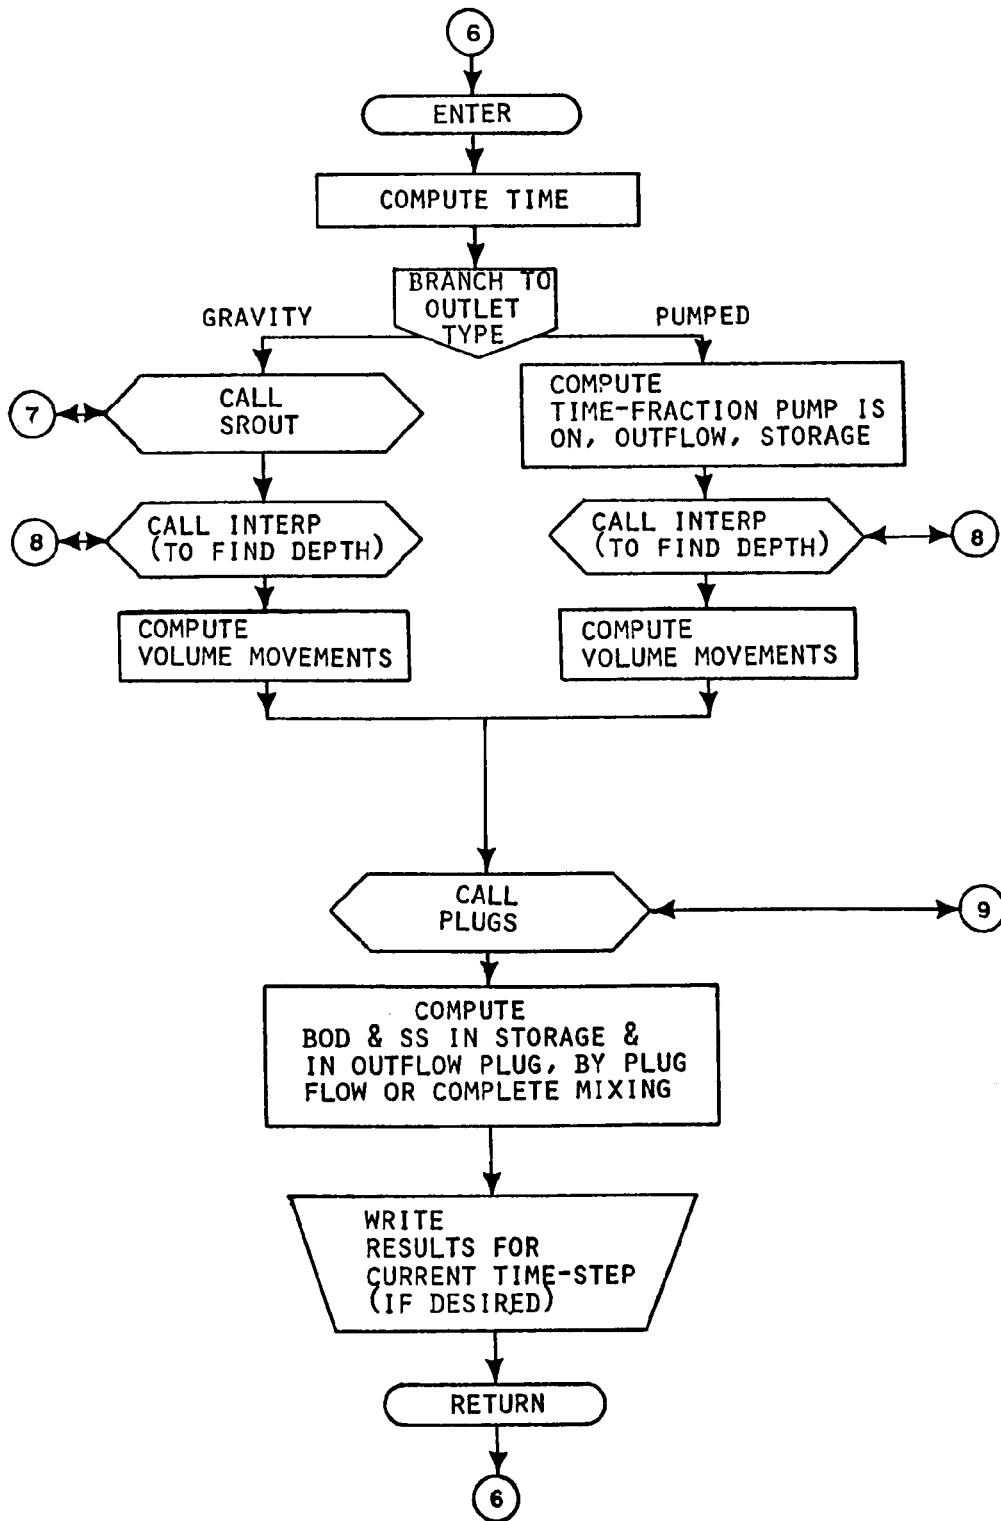 6
ENTER
COMPUTE TIME
BRANCH TO
OUTLET
TYPE
GRAVITY
PUMPED
CALL
SROUT
7
COMPUTE
TIME-FRACTION PUMP IS
ON, OUTFLOW, STORAGE
CALL INTERP
(TO FIND DEPTH)
8
CALL INTERP
(TO FIND DEPTH)
8
COMPUTE
VOLUME MOVEMENTS
COMPUTE
VOLUME MOVEMENTS
CALL
PLUGS
9
COMPUTE
BOD & SS IN STORAGE &
IN OUTFLOW PLUG, BY PLUG
FLOW OR COMPLETE MIXING
WRITE
RESULTS FOR
CURRENT TIME-STEP
(IF DESIRED)
RETURN
6